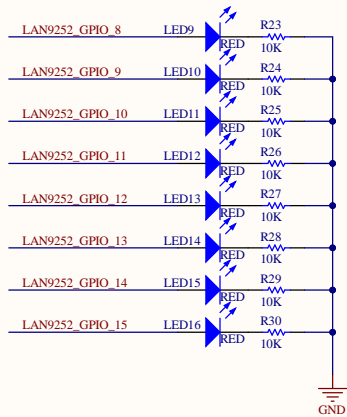 LAN9252_GPIO_8 LED9 RED R23 10K
LAN9252_GPIO_9 LED10 RED R24 10K
LAN9252_GPIO_10 LED11 RED R25 10K
LAN9252_GPIO_11 LED12 RED R26 10K
LAN9252_GPIO_12 LED13 RED R27 10K
LAN9252_GPIO_13 LED14 RED R28 10K
LAN9252_GPIO_14 LED15 RED R29 10K
LAN9252_GPIO_15 LED16 RED R30 10K
GND